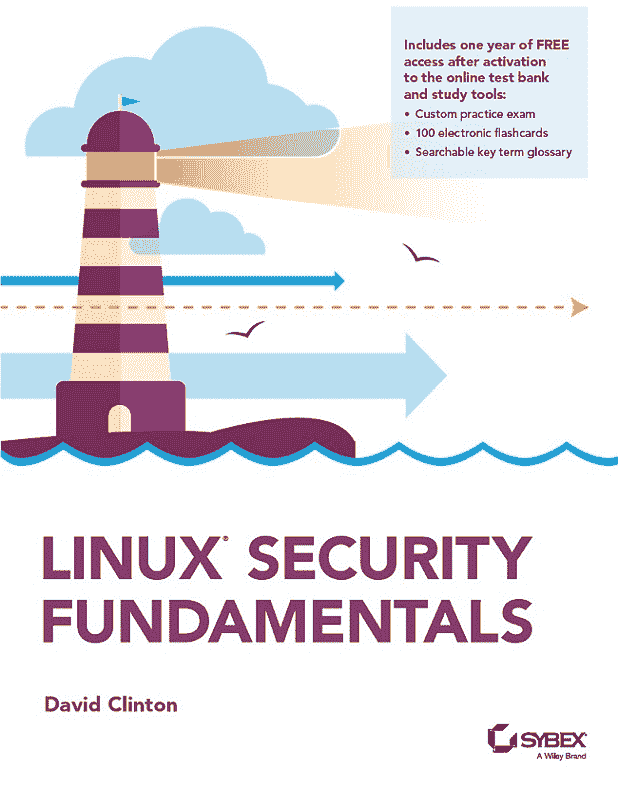 Includes one year of FREE
access after activation
to the online test bank
and study tools:
• Custom practice exam
• 100 electronic flashcards
• Searchable key term glossary
LINUX® SECURITY
FUNDAMENTALS
David Clinton
SYBEX®
A Wiley Brand